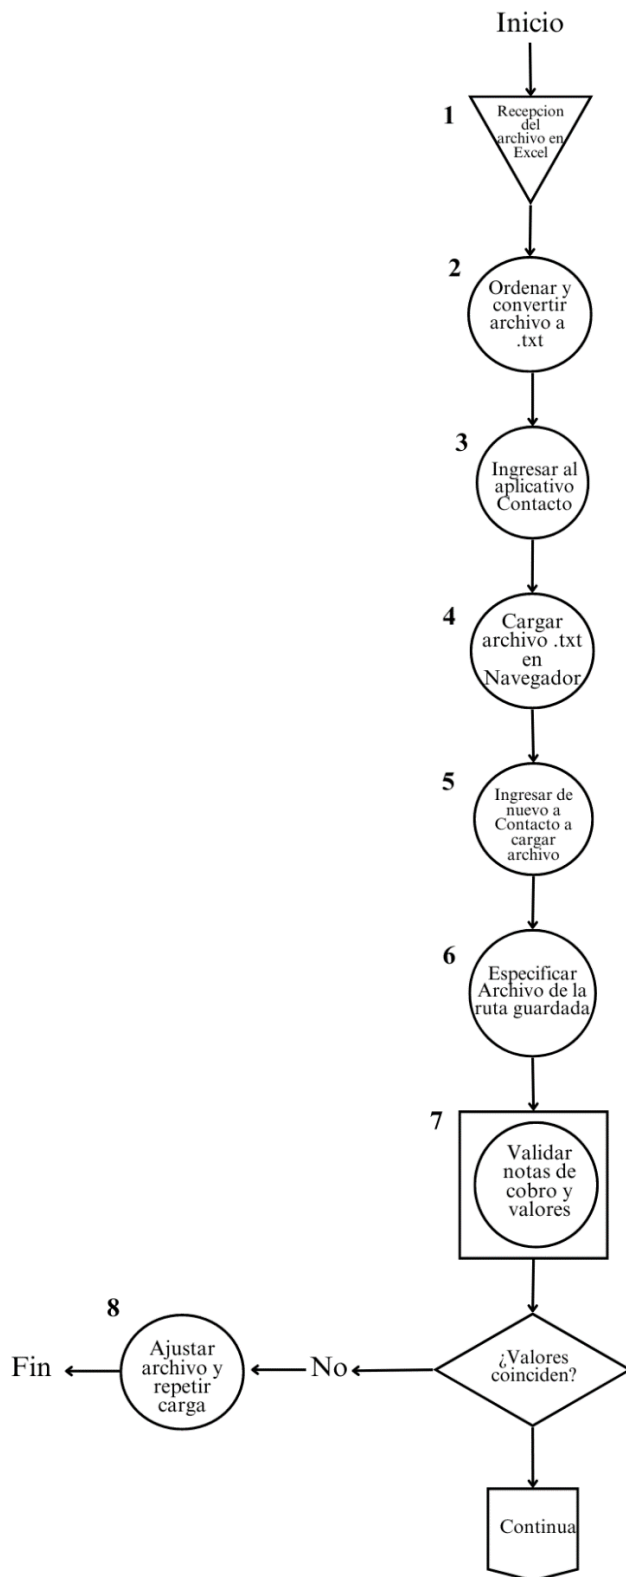 Inicio
1
Recepcion
del
archivo en
Excel
2
Ordenar y
convertir
archivo a
.txt
3
Ingresar al
aplicativo
Contacto
4
Cargar
archivo .txt
en
Navegador
5
Ingresar de
nuevo a
Contacto a
cargar
archivo
6
Especificar
Archivo de la
ruta guardada
7
Validar
notas de
cobro y
valores
8
Ajustar
archivo y
repetir
carga
Fin
No
¿Valores
coinciden?
Continua